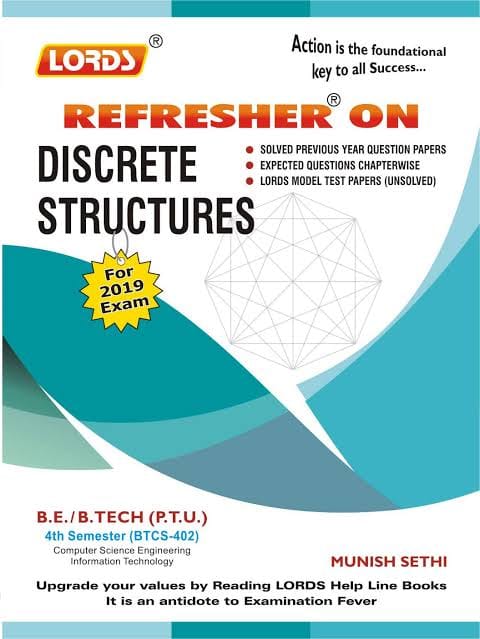 LORDS®
Action is the foundational
key to all Success...
REFRESHER® ON
DISCRETE
STRUCTURES
• SOLVED PREVIOUS YEAR QUESTION PAPERS
• EXPECTED QUESTIONS CHAPTERWISE
• LORDS MODEL TEST PAPERS (UNSOLVED)
For
2019
Exam
B.E./B.TECH (P.T.U.)
4th Semester (BTCS-402)
Computer Science Engineering
Information Technology
MUNISH SETHI
Upgrade your values by Reading LORDS Help Line Books
It is an antidote to Examination Fever